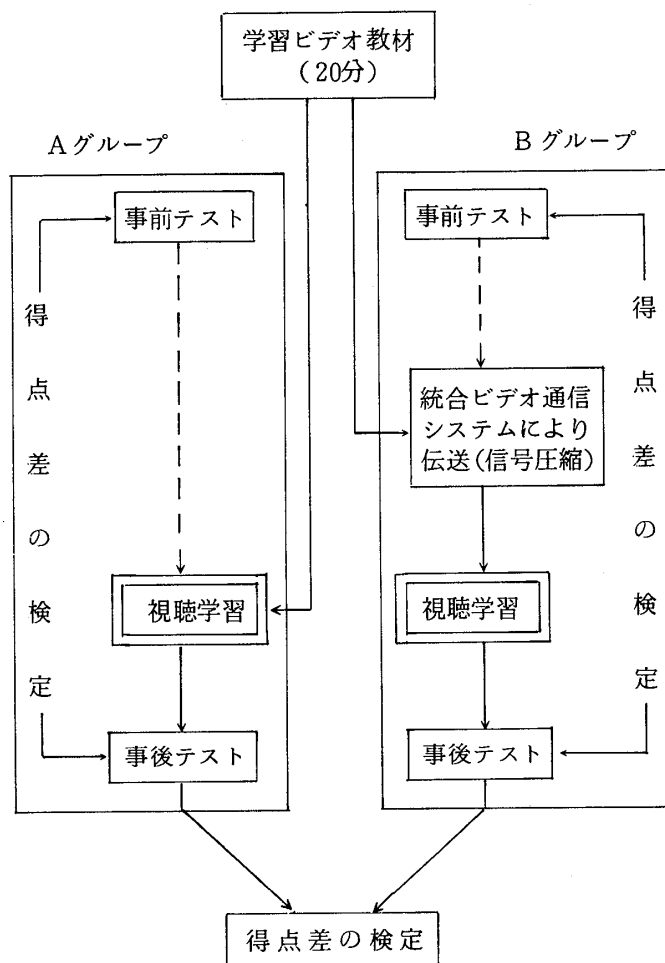 学習ビデオ教材
(20分)
Aグループ
事前テスト
得点差の検定
視聴学習
事後テスト
Bグループ
事前テスト
得点差の検定
統合ビデオ通信
システムにより
伝送(信号圧縮)
視聴学習
事後テスト
得点差の検定